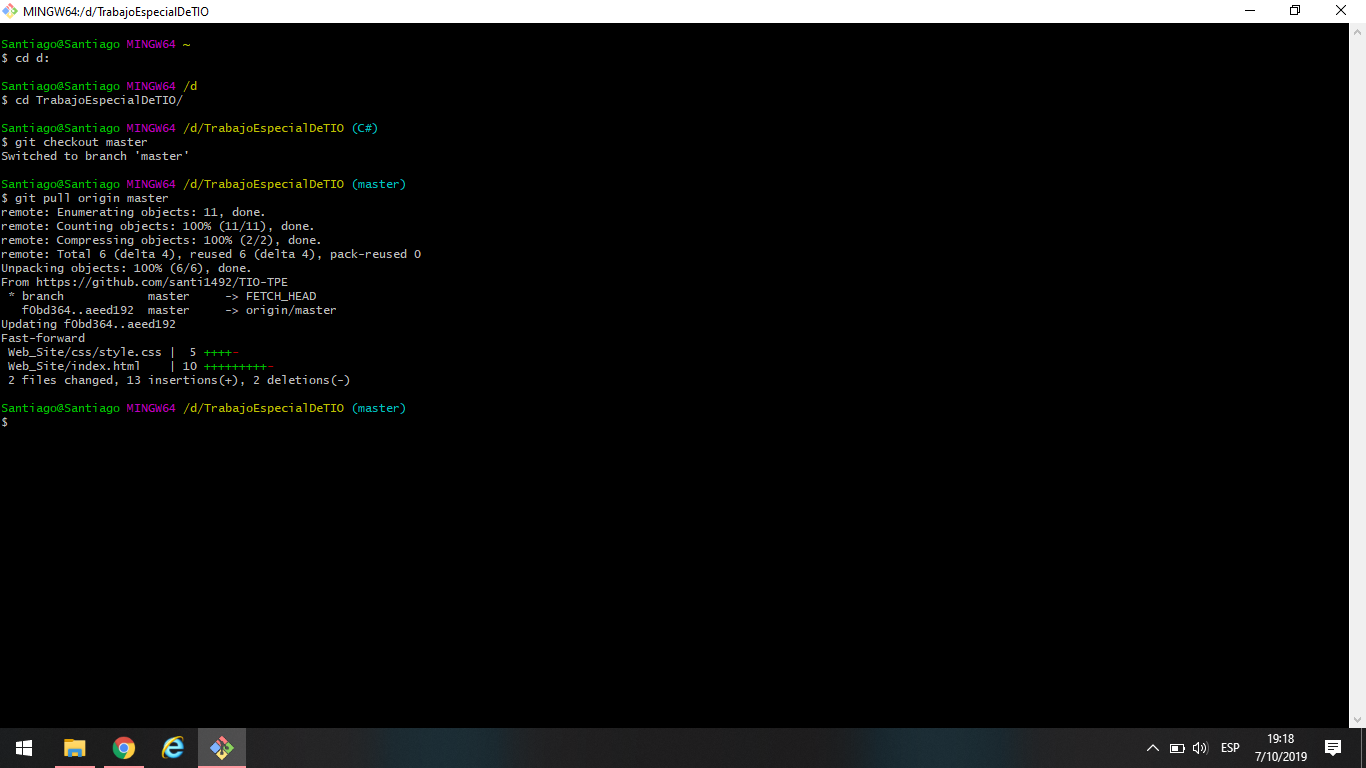 MINGW64:/d/TrabajoEspecialDeTIO
Santiago@Santiago MINGW64 ~
$ cd d:
Santiago@Santiago MINGW64 /d
$ cd TrabajoEspecialDeTIO/
Santiago@Santiago MINGW64 /d/TrabajoEspecialDeTIO (C#)
$ git checkout master
Switched to branch 'master'
Santiago@Santiago MINGW64 /d/TrabajoEspecialDeTIO (master)
$ git pull origin master
remote: Enumerating objects: 11, done.
remote: Counting objects: 100% (11/11), done.
remote: Compressing objects: 100% (2/2), done.
remote: Total 6 (delta 4), reused 6 (delta 4), pack-reused 0
Unpacking objects: 100% (6/6), done.
From https://github.com/santi1492/TIO-TPE
 * branch            master     -> FETCH_HEAD
   f0bd364..aeed192  master     -> origin/master
Updating f0bd364..aeed192
Fast-forward
 Web_Site/css/style.css |  5 ++++-
 Web_Site/index.html    | 10 +++++++++-
 2 files changed, 13 insertions(+), 2 deletions(-)
Santiago@Santiago MINGW64 /d/TrabajoEspecialDeTIO (master)
$
ESP
19:18
7/10/2019